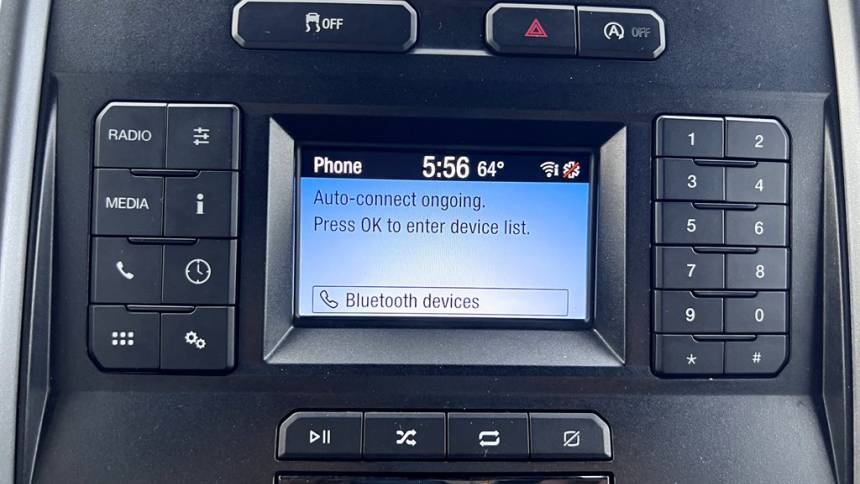 OFF
A OFF
RADIO
MEDIA
i
Phone 5:56 64°
Auto-connect ongoing.
Press OK to enter device list.
Bluetooth devices
1 2
3 4
5 6
7 8
9 0
* #